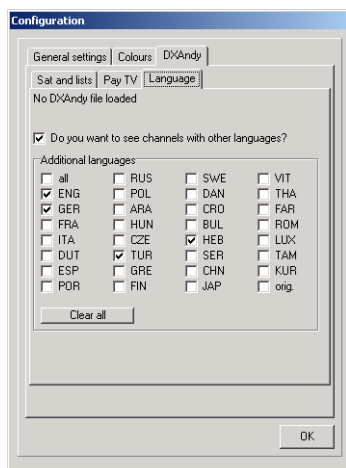 Configuration
General settings Colours DXAndy
Sat and lists Pay TV Language
No DXAndy file loaded
Do you want to see channels with other languages?
Additional languages
all RUS SWE VIT
ENG POL DAN THA
GER ARA CRO FAR
FRA HUN BUL ROM
ITA CZE HEB LUX
DUT TUR SER TAM
ESP GRE CHN KUR
POR FIN JAP orig.
Clear all
OK